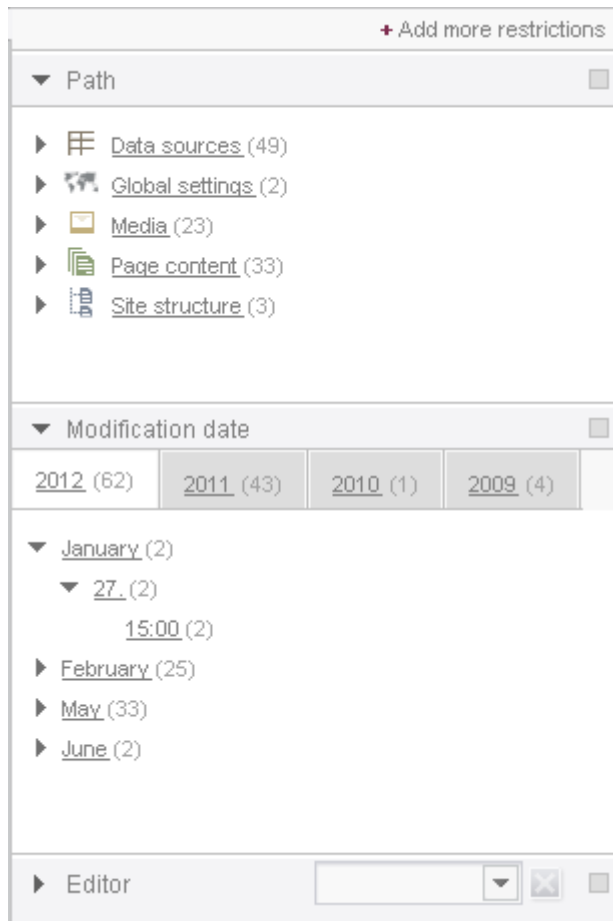 + Add more restrictions
Path
Data sources (49)
Global settings (2)
Media (23)
Page content (33)
Site structure (3)
Modification date
2012 (62) 2011 (43) 2010 (1) 2009 (4)
January (2)
27. (2)
15:00 (2)
February (25)
May (33)
June (2)
Editor